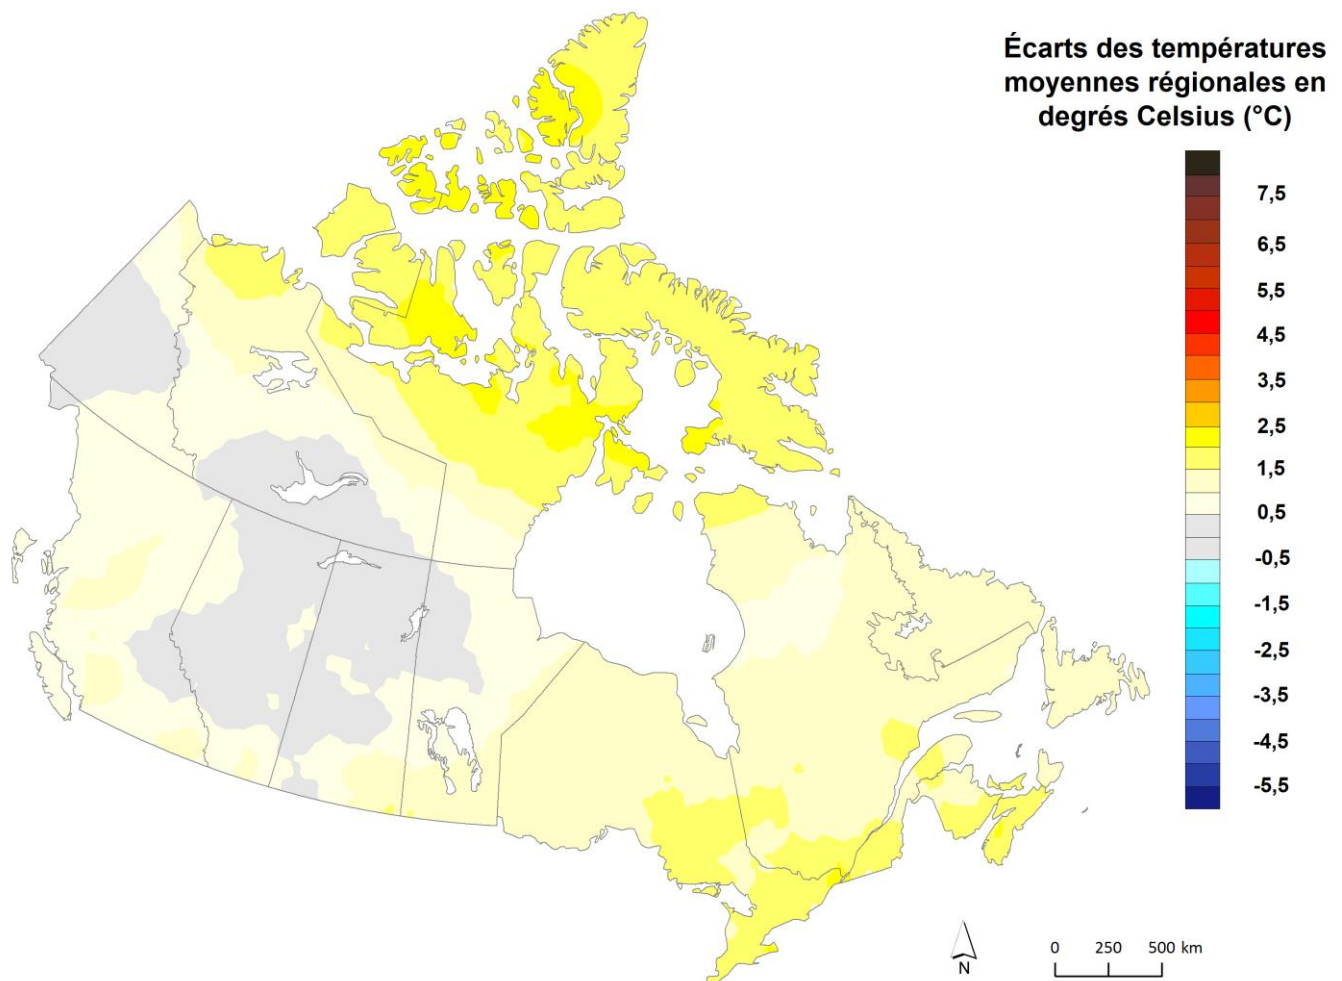 Écarts des températures
moyennes régionales en
degrés Celsius (°C)
7,5
6,5
5,5
4,5
3,5
2,5
1,5
0,5
-0,5
-1,5
-2,5
-3,5
-4,5
-5,5
N
0 250 500 km